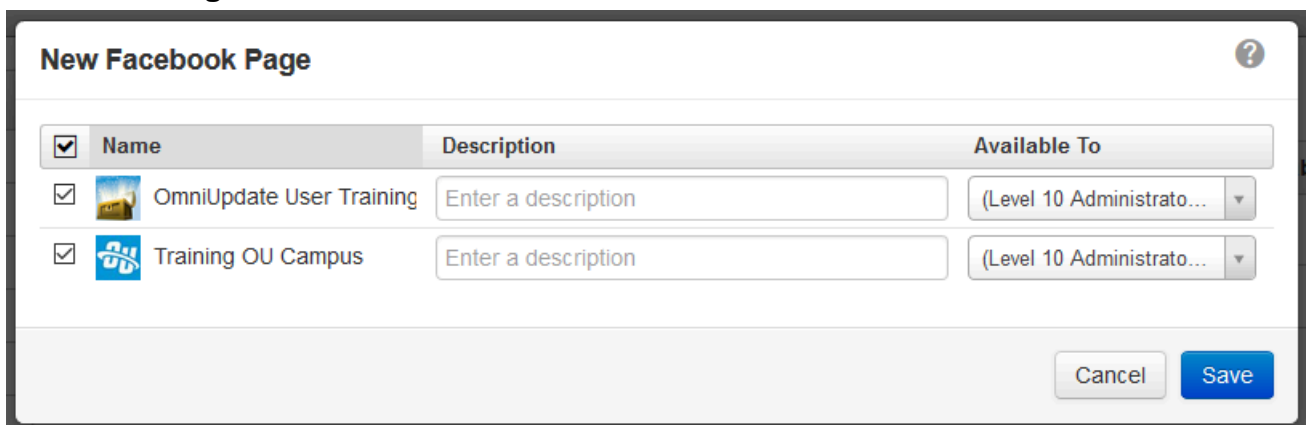 New Facebook Page
?
Name Description Available To
OmniUpdate User Training Enter a description (Level 10 Administrato...
OU Training OU Campus Enter a description (Level 10 Administrato...
Cancel Save